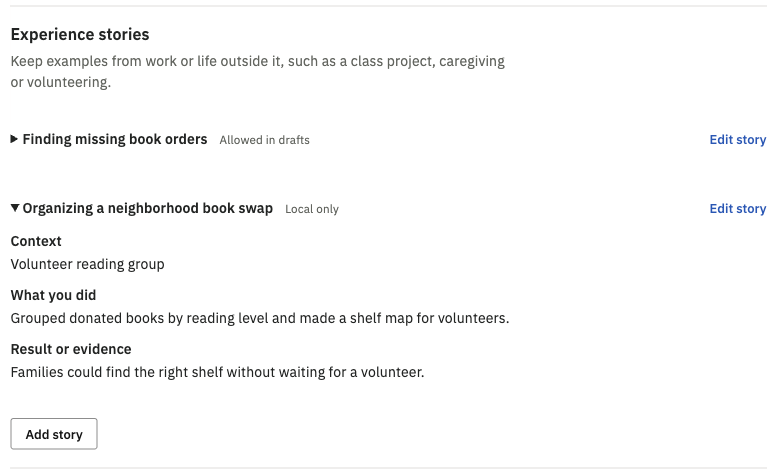 Experience stories
Keep examples from work or life outside it, such as a class project, caregiving
or volunteering.
Finding missing book orders Allowed in drafts Edit story
Organizing a neighborhood book swap Local only Edit story
Context
Volunteer reading group
What you did
Grouped donated books by reading level and made a shelf map for volunteers.
Result or evidence
Families could find the right shelf without waiting for a volunteer.
Add story